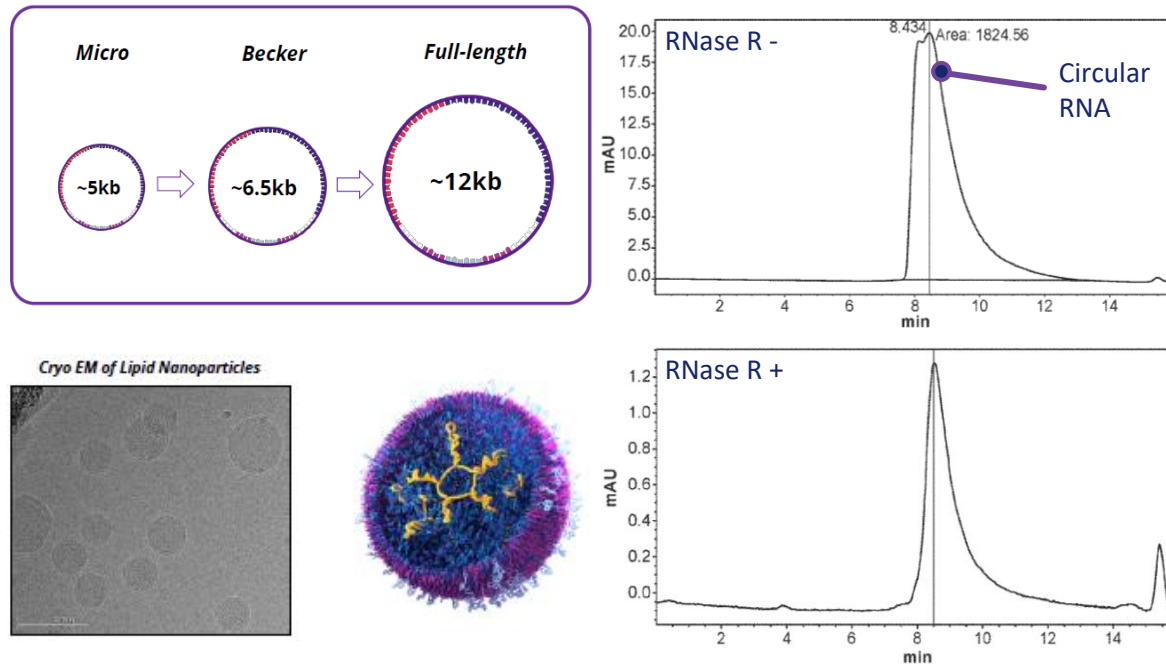 Micro
Becker
Full-length
~5kb
~6.5kb
~12kb
Cryo EM of Lipid Nanoparticles
RNase R -
8.434
Area: 1824.56
Circular
RNA
mAU
20.0
17.5
15.0
12.5
10.0
7.5
5.0
2.5
0.0
2 4 6 8 10 12 14
min
RNase R +
mAU
1.2
1.0
0.8
0.6
0.4
0.2
0.0
2 4 6 8 10 12 14
min